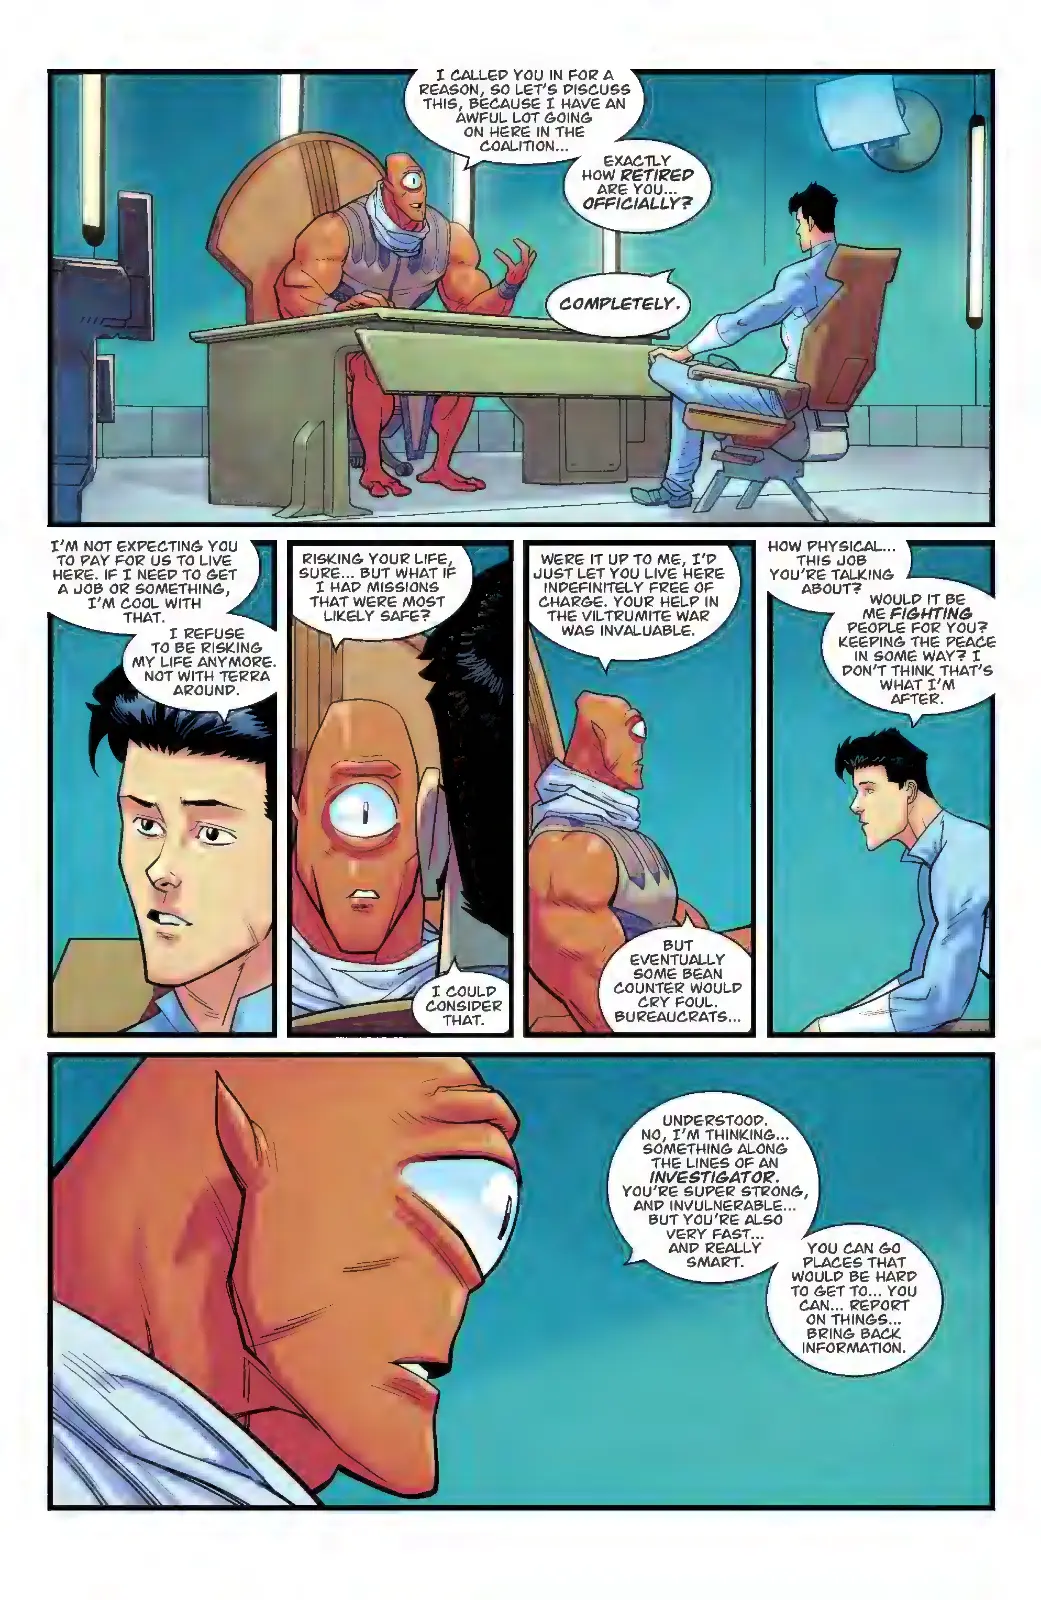 I CALLED YOU IN FOR A
REASON, SO LET'S DISCUSS
THIS, BECAUSE I HAVE AN
AWFUL LOT GOING
ON HERE IN THE
COALITION...
EXACTLY
HOW RETIRED
ARE YOU...
OFFICIALLY?
COMPLETELY.
I'M NOT EXPECTING YOU
TO PAY FOR US TO LIVE
HERE. IF I NEED TO GET
A JOB OR SOMETHING,
I'M COOL WITH
THAT.
I REFUSE
TO BE RISKING
MY LIFE ANYMORE.
NOT WITH TERRA
AROUND.
RISKING YOUR LIFE,
SURE... BUT WHAT IF
I HAD MISSIONS
THAT WERE MOST
LIKELY SAFE?
I COULD
CONSIDER
THAT.
WERE IT UP TO ME, I'D
JUST LET YOU LIVE HERE
INDEFINITELY FREE OF
CHARGE. YOUR HELP IN
THE VILTRUMITE WAR
WAS INVALUABLE.
BUT
EVENTUALLY
SOME BEAN
COUNTER WOULD
CRY FOUL.
BUREAUCRATS...
HOW PHYSICAL...
THIS JOB
YOU'RE TALKING
ABOUT?
WOULD IT BE
ME FIGHTING
PEOPLE FOR YOU?
KEEPING THE PEACE
IN SOME WAY? I
DON'T THINK THAT'S
WHAT I'M
AFTER.
UNDERSTOOD.
NO, I'M THINKING...
SOMETHING ALONG
THE LINES OF AN
INVESTIGATOR.
YOU'RE SUPER STRONG,
AND INVULNERABLE...
BUT YOU'RE ALSO
VERY FAST...
AND REALLY
SMART.
YOU CAN GO
PLACES THAT
WOULD BE HARD
TO GET TO... YOU
CAN... REPORT
ON THINGS...
BRING BACK
INFORMATION.